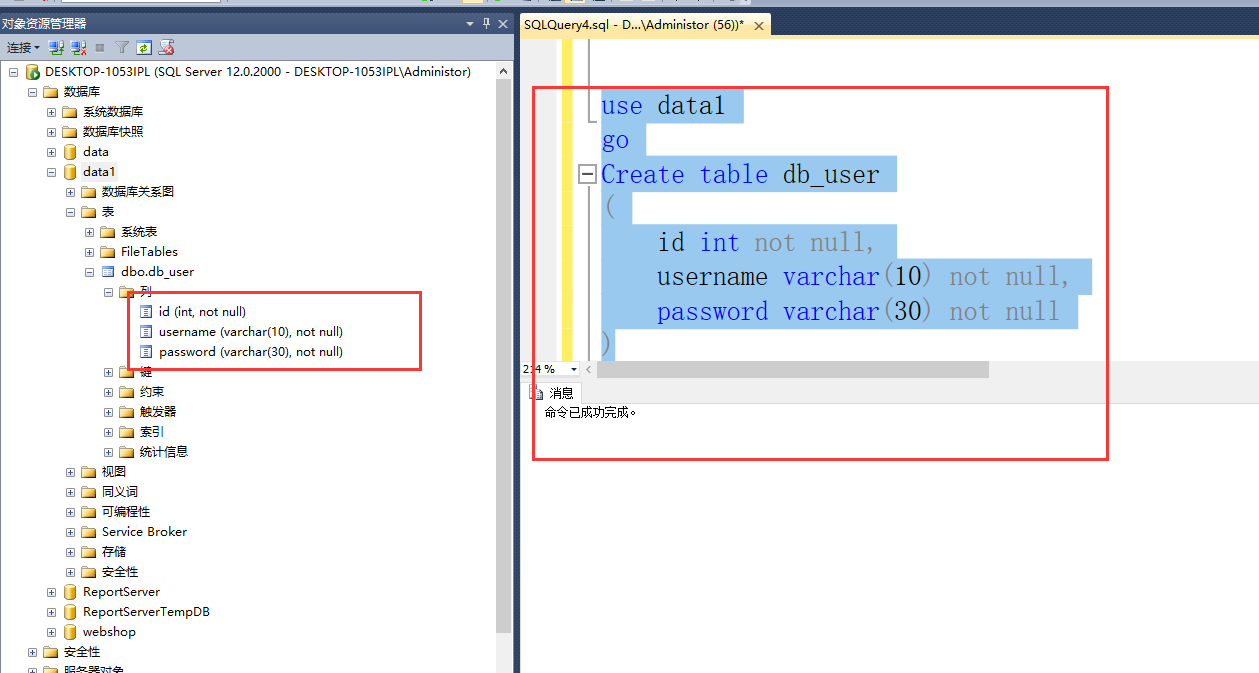 对象资源管理器
连接
DESKTOP-1053IPL (SQL Server 12.0.2000 - DESKTOP-1053IPL\Administor)
数据库
系统数据库
数据库快照
data
data1
数据库关系图
表
系统表
FileTables
dbo.db_user
列
id (int, not null)
username (varchar(10), not null)
password (varchar(30), not null)
键
约束
触发器
索引
统计信息
视图
同义词
可编程性
Service Broker
存储
安全性
ReportServer
ReportServerTempDB
webshop
安全性
服务器对象
SQLQuery4.sql - D...\Administor (56))*
use data1
go
Create table db_user
(
id int not null,
username varchar(10) not null,
password varchar(30) not null
)
214 %
消息
命令已成功完成。